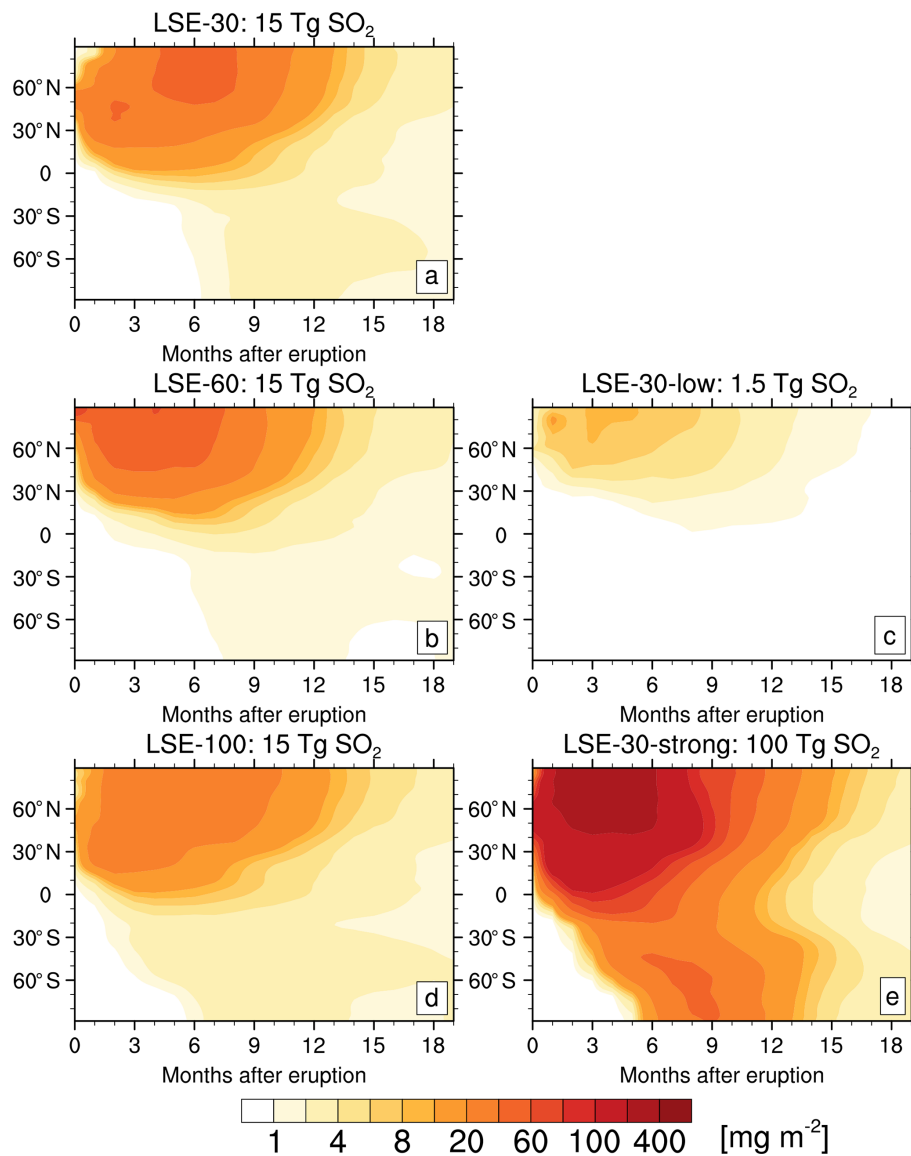 LSE-30: 15 Tg SO2
60°N
30°N
0
30°S
60°S
a
0 3 6 9 12 15 18
Months after eruption
LSE-60: 15 Tg SO2
60°N
30°N
0
30°S
60°S
b
0 3 6 9 12 15 18
Months after eruption
LSE-30-low: 1.5 Tg SO2
60°N
30°N
0
30°S
60°S
c
0 3 6 9 12 15 18
Months after eruption
LSE-100: 15 Tg SO2
60°N
30°N
0
30°S
60°S
d
0 3 6 9 12 15 18
Months after eruption
LSE-30-strong: 100 Tg SO2
60°N
30°N
0
30°S
60°S
e
0 3 6 9 12 15 18
Months after eruption
1 4 8 20 60 100 400 [mg m-2]